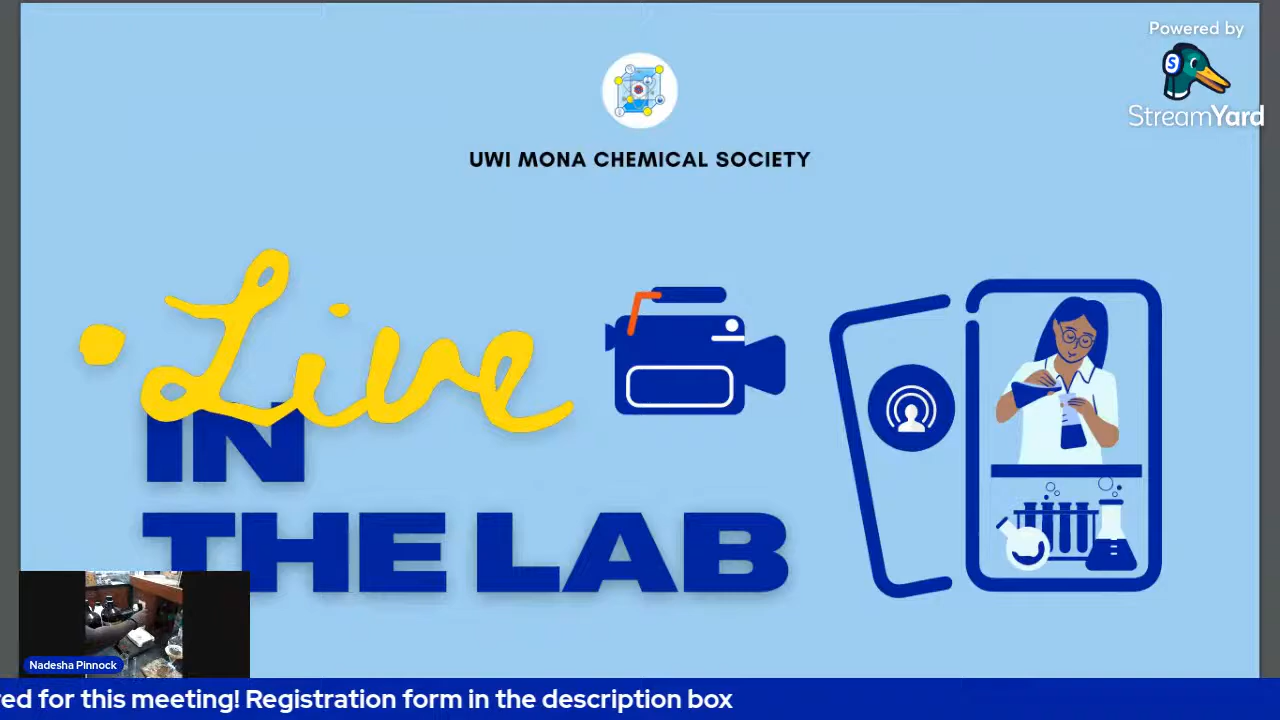 Powered by
StreamYard
UWI MONA CHEMICAL SOCIETY
Live
IN
THE LAB
Nadesha Pinnock
for this meeting! Registration form in the description box